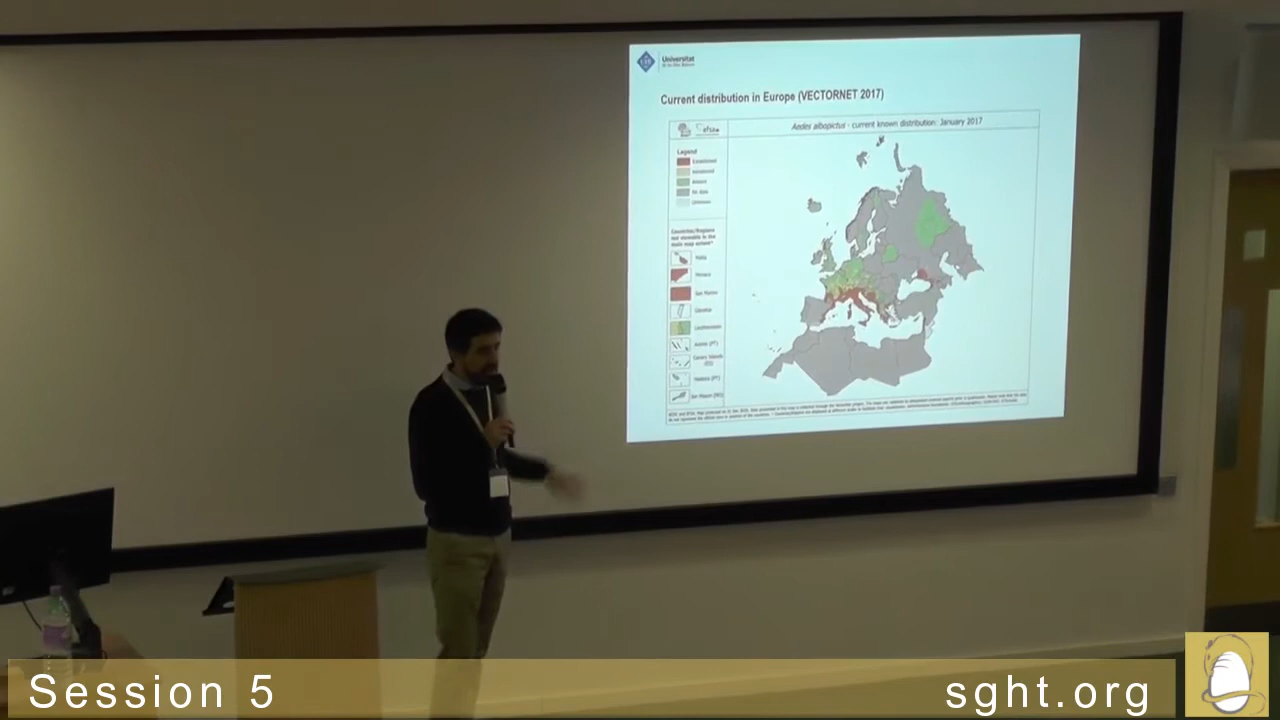 Universitat
de les Illes Balears
Current distribution in Europe (VECTORNET 2017)
efsa
Aedes albopictus - current known distribution: January 2017
Legend
Established
Introduced
Absent
No data
Unknown
Countries/Regions
not viewable in the
main map extent*
Malta
Monaco
San Marino
Gibraltar
Liechtenstein
Azores (PT)
Canary Islands
(ES)
Madeira (PT)
Jan Mayen (NO)
Session 5
sght.org